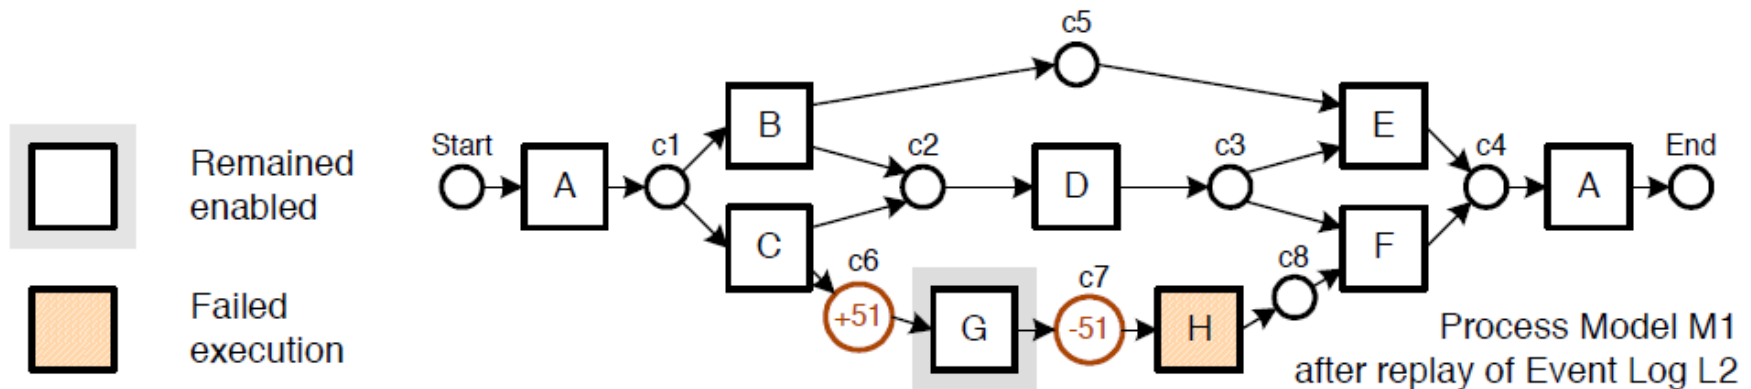 c5
B
E
Start
c1
c2
c3
c4
End
Remained
enabled
A
D
A
C
F
c6
c7
c8
+51
G
-51
H
Failed
execution
Process Model M1
after replay of Event Log L2